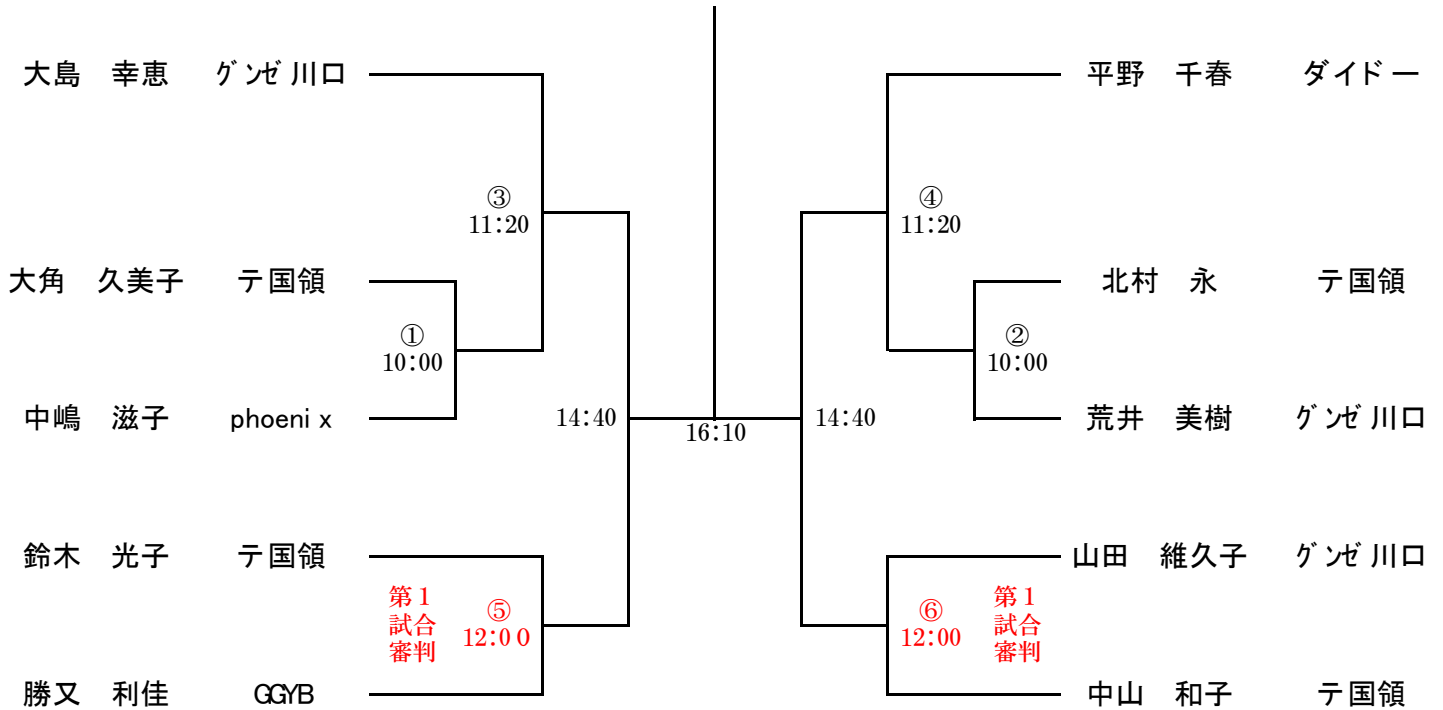 大島　幸恵　グンゼ川口
平野　千春　ダイドー
③
11:20
④
11:20
大角　久美子　テ国領
北村　永　テ国領
①
10:00
②
10:00
中嶋　滋子　phoenix
14:40
16:10
14:40
荒井　美樹　グンゼ川口
鈴木　光子　テ国領
山田　維久子　グンゼ川口
第１
試合
審判
⑤
12:00
⑥
12:00
第１
試合
審判
勝又　利佳　GGYB
中山　和子　テ国領